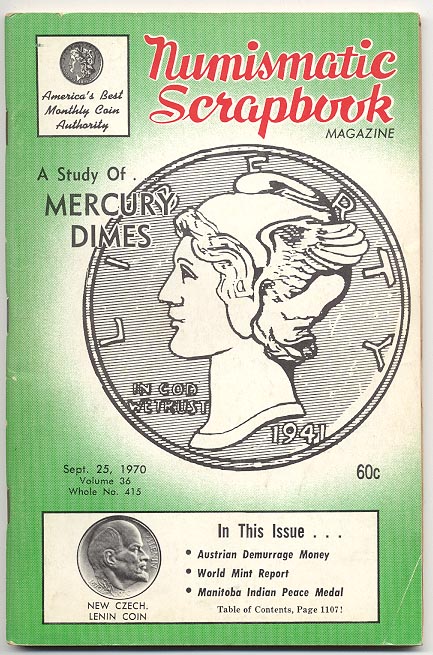 America's Best
Monthly Coin
Authority
Numismatic
Scrapbook
MAGAZINE
A Study Of . .
MERCURY
DIMES
LIBERTY
IN GOD
WE TRUST
1941
Sept. 25, 1970
Volume 36
Whole No. 415
60c
NEW CZECH.
LENIN COIN
In This Issue . . .
• Austrian Demurrage Money
• World Mint Report
• Manitoba Indian Peace Medal
Table of Contents, Page 1107!